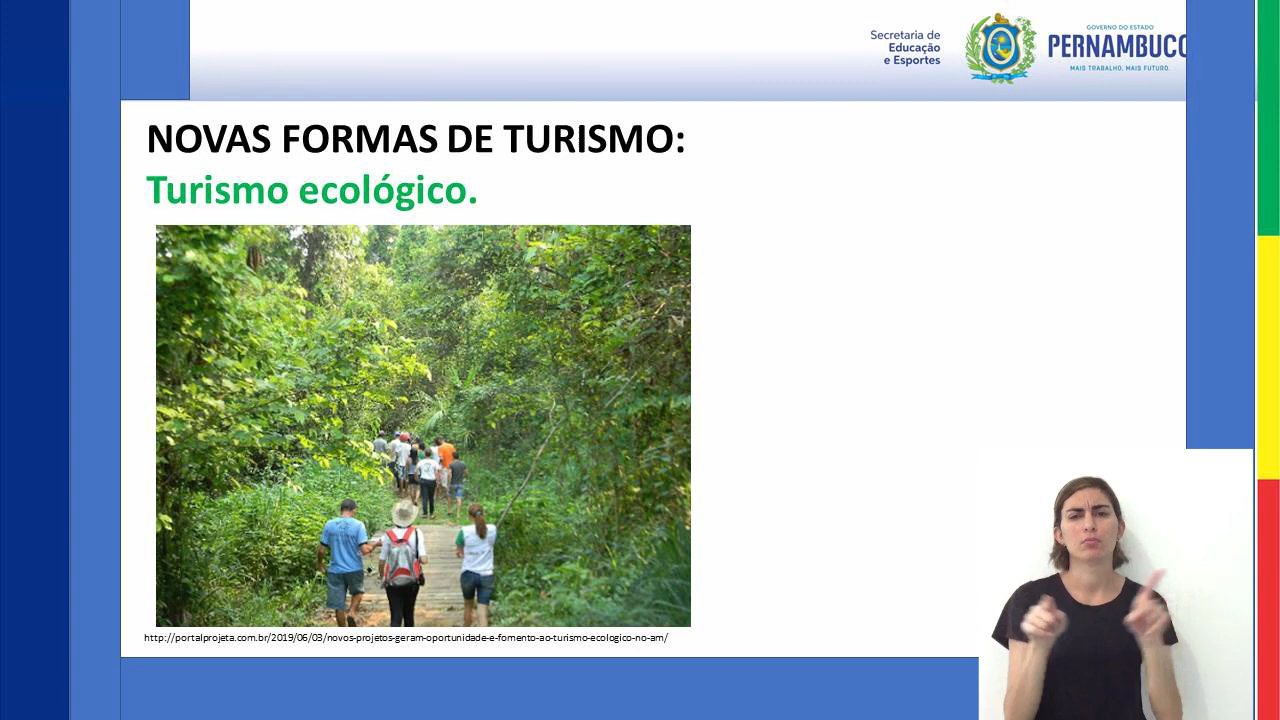 Secretaria de
Educação
e Esportes
GOVERNO DO ESTADO
PERNAMBUCO
MAIS TRABALHO, MAIS FUTURO.
NOVAS FORMAS DE TURISMO:
Turismo ecológico.
http://portalprojeta.com.br/2019/06/03/novos-projetos-geram-oportunidade-e-fomento-ao-turismo-ecologico-no-am/